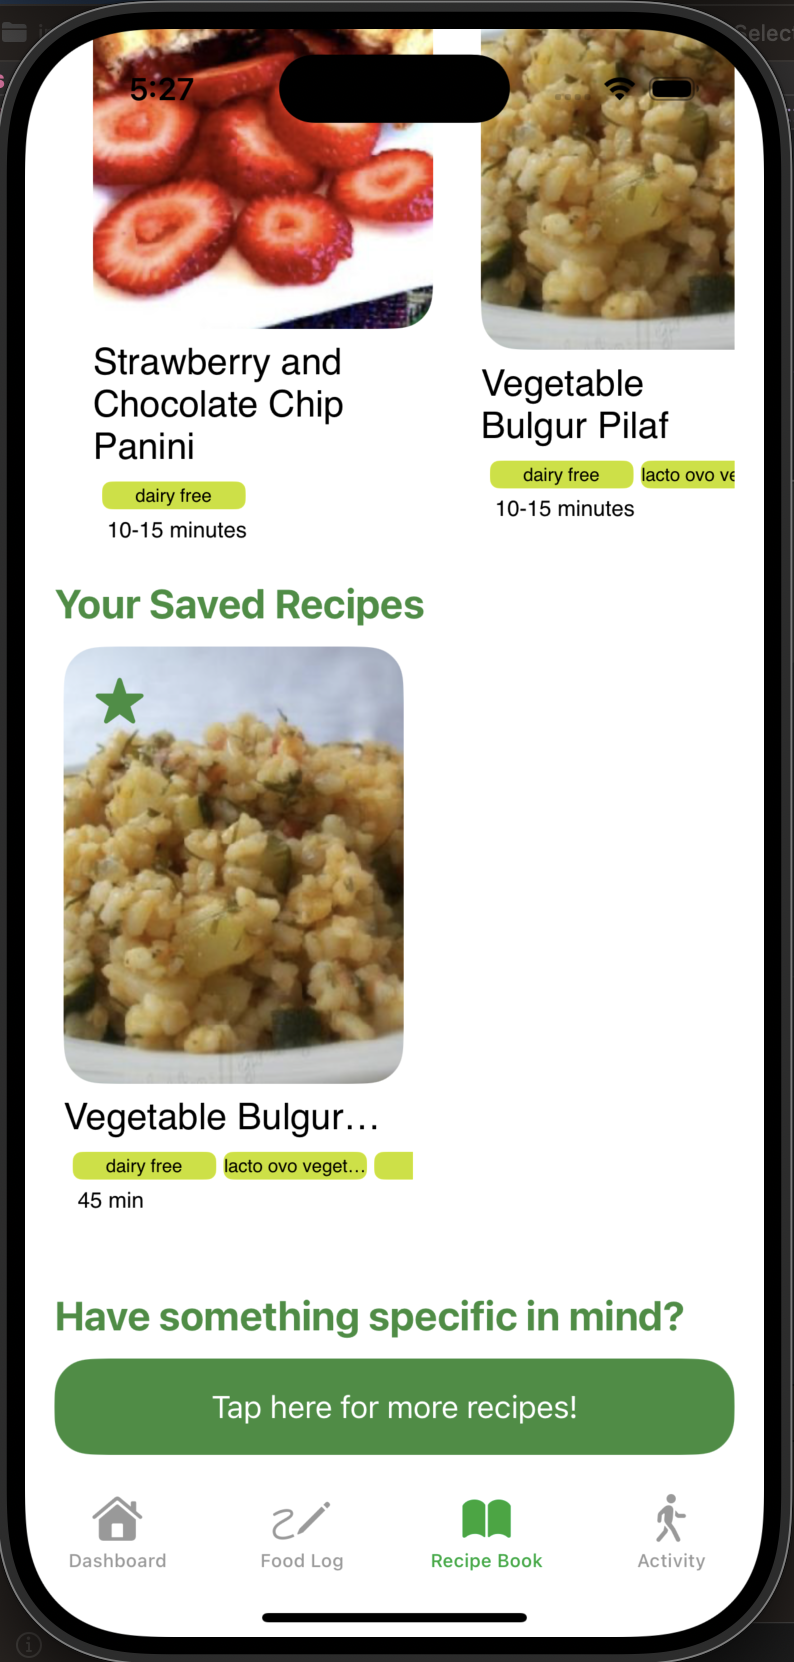 5:27
Strawberry and
Chocolate Chip
Panini
dairy free
10-15 minutes
Vegetable
Bulgur Pilaf
dairy free
lacto ovo ve
10-15 minutes
Your Saved Recipes
Vegetable Bulgur...
dairy free
lacto ovo veget...
45 min
Have something specific in mind?
Tap here for more recipes!
Dashboard
Food Log
Recipe Book
Activity